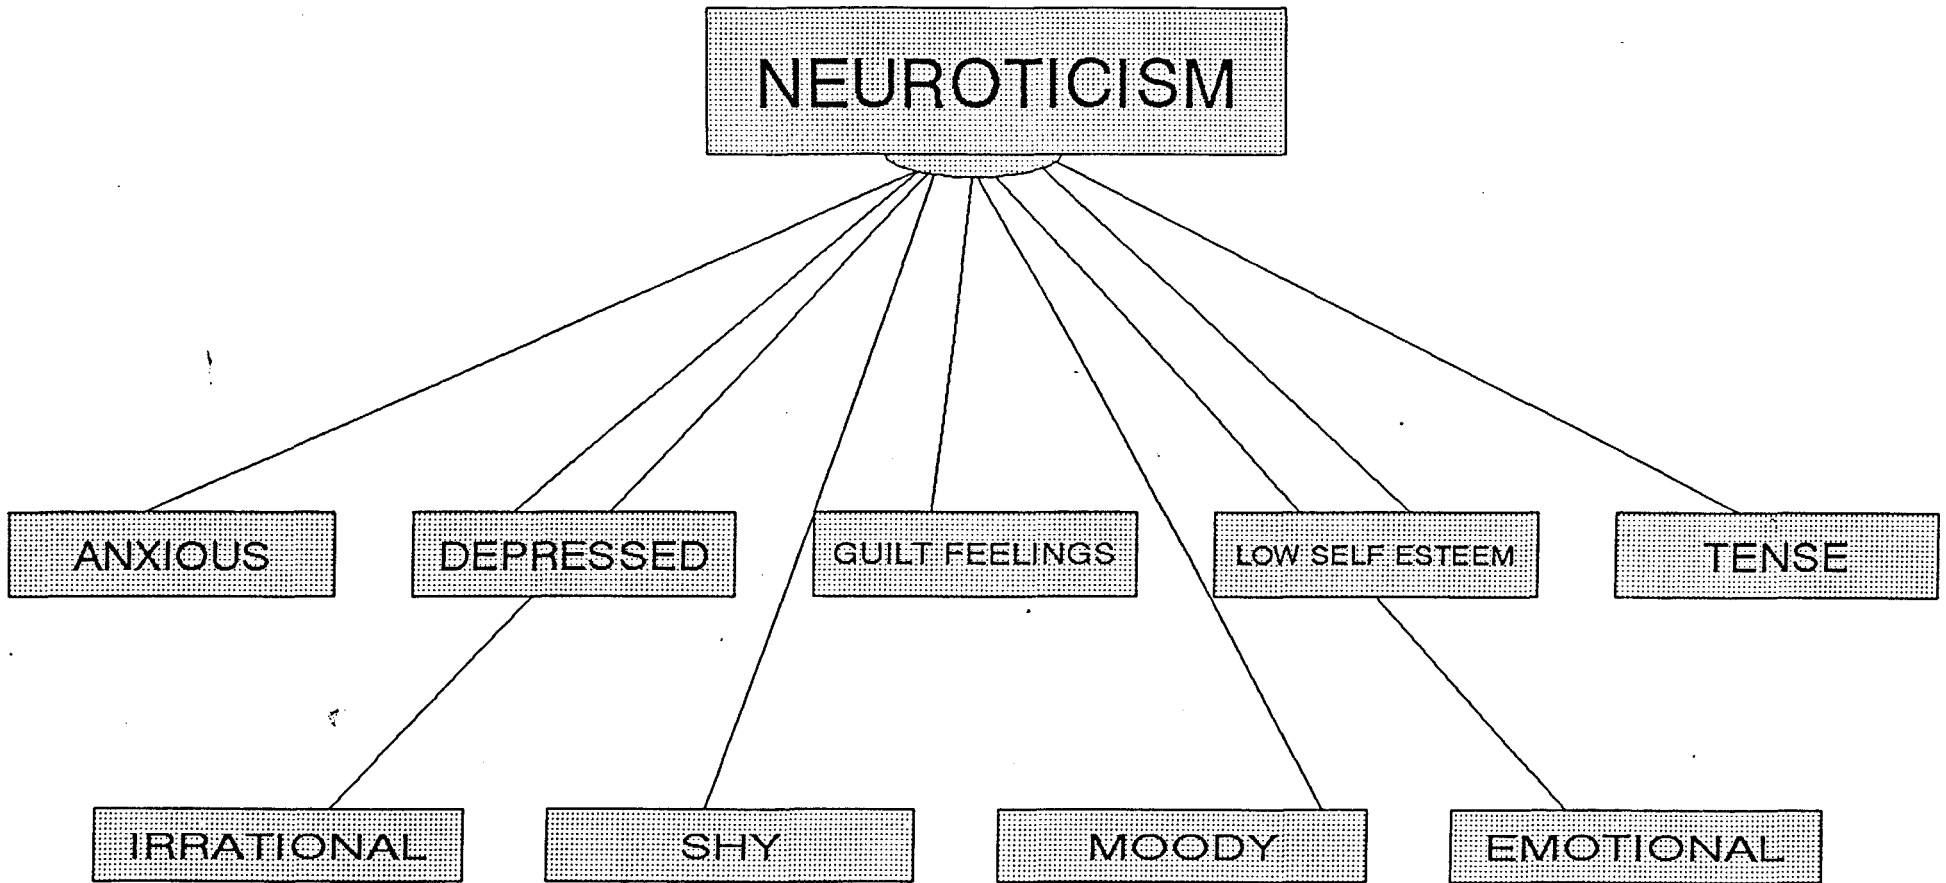 NEUROTICISM
ANXIOUS
DEPRESSED
GUILT FEELINGS
LOW SELF ESTEEM
TENSE
IRRATIONAL
SHY
MOODY
EMOTIONAL